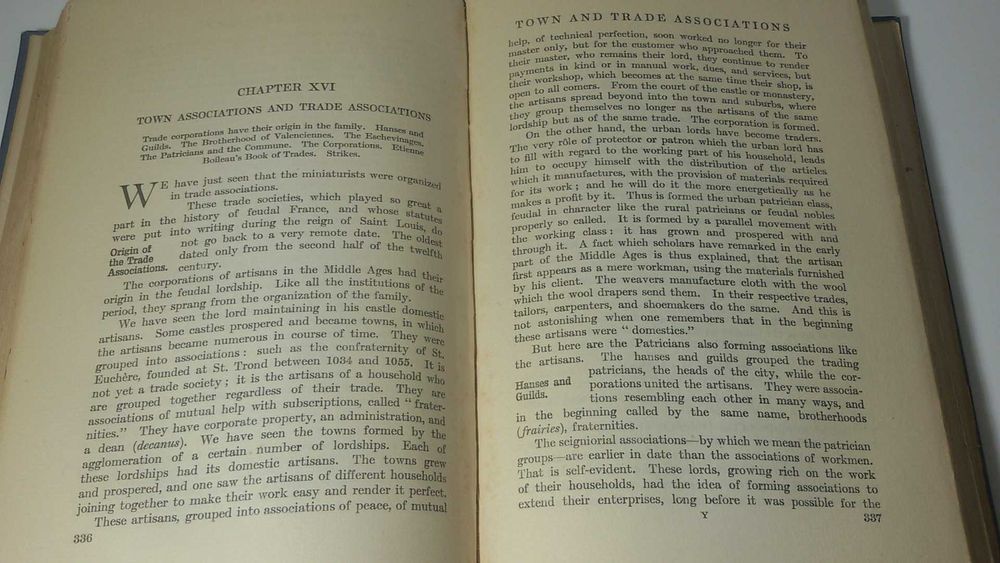 CHAPTER XVI
TOWN ASSOCIATIONS AND TRADE ASSOCIATIONS
Trade corporations have their origin in the family. Hanses and
Guilds. The Brotherhood of Valenciennes. The Eschevinages.
The Patricians and the Commune. The Corporations. Etienne
Boileau's Book of Trades. Strikes.
WE have just seen that the miniaturists were organized
in trade associations.
These trade societies, which played so great a
part in the history of feudal France, and whose statutes
were put into writing during the reign of Saint Louis, do
Origin of the Trade Associations.
not go back to a very remote date. The oldest
dated only from the second half of the twelfth
century.
The corporations of artisans in the Middle Ages had their
origin in the feudal lordship. Like all the institutions of the
period, they sprang from the organization of the family.
We have seen the lord maintaining in his castle domestic
artisans. Some castles prospered and became towns, in which
the artisans became numerous in course of time. They were
grouped into associations: such as the confraternity of St.
Euchère, founded at St. Trond between 1034 and 1055. It is
not yet a trade society; it is the artisans of a household who
are grouped together regardless of their trade. They are
associations of mutual help with subscriptions, called "frater-
nities." They have corporate property, an administration, and
a dean (decanus). We have seen the towns formed by the
agglomeration of a certain number of lordships. Each of
these lordships had its domestic artisans. The towns grew
and prospered, and one saw the artisans of different households
joining together to make their work easy and render it perfect.
These artisans, grouped into associations of peace, of mutual
336
TOWN AND TRADE ASSOCIATIONS
help, of technical perfection, soon worked no longer for their
master only, but for the customer who approached them. To
their master, who remains their lord, they continue to render
payments in kind or in manual work, dues, and services, but
their workshop, which becomes at the same time their shop, is
open to all comers. From the court of the castle or monastery,
the artisans spread beyond into the town and suburbs, where
they group themselves no longer as the artisans of the same
lordship but as of the same trade. The corporation is formed.
On the other hand, the urban lords have become traders.
The very rôle of protector or patron which the urban lord has
to fill with regard to the working part of his household, leads
him to occupy himself with the distribution of the articles
which it manufactures, with the provision of materials required
for its work; and he will do it the more energetically as he
makes a profit by it. Thus is formed the urban patrician class,
feudal in character like the rural patricians or feudal nobles
properly so called. It is formed by a parallel movement with
the working class: it has grown and prospered with and
through it. A fact which scholars have remarked in the early
part of the Middle Ages is thus explained, that the artisan
first appears as a mere workman, using the materials furnished
by his client. The weavers manufacture cloth with the wool
which the wool drapers send them. In their respective trades,
tailors, carpenters, and shoemakers do the same. And this is
not astonishing when one remembers that in the beginning
these artisans were "domestics."
But here are the Patricians also forming associations like
the artisans. The hanses and guilds grouped the trading
Hanses and Guilds.
patricians, the heads of the city, while the cor-
porations united the artisans. They were associa-
tions resembling each other in many ways, and
in the beginning called by the same name, brotherhoods
(frairies), fraternities.
The seigniorial associations—by which we mean the patrician
groups—are earlier in date than the associations of workmen.
That is self-evident. These lords, growing rich on the work
of their households, had the idea of forming associations to
extend their enterprises, long before it was possible for the
Y
337